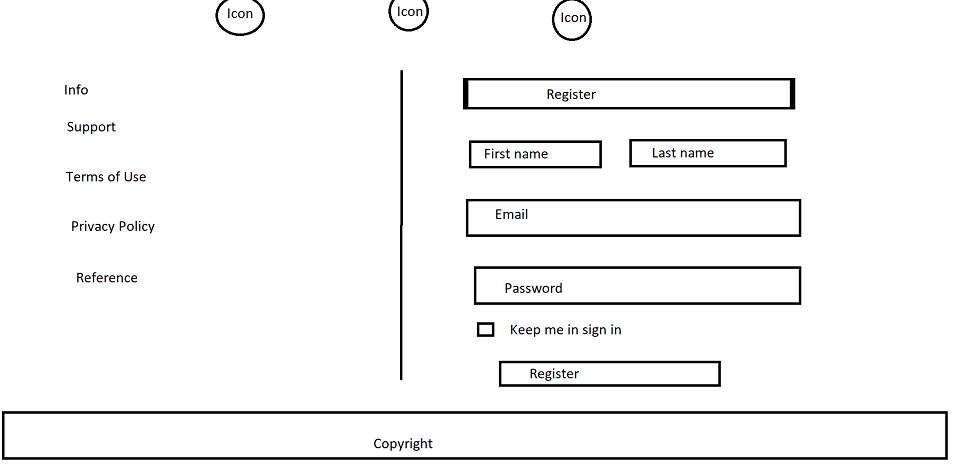 Icon
Icon
Icon
Info
Support
Terms of Use
Privacy Policy
Reference
Register
First name
Last name
Email
Password
Keep me in sign in
Register
Copyright